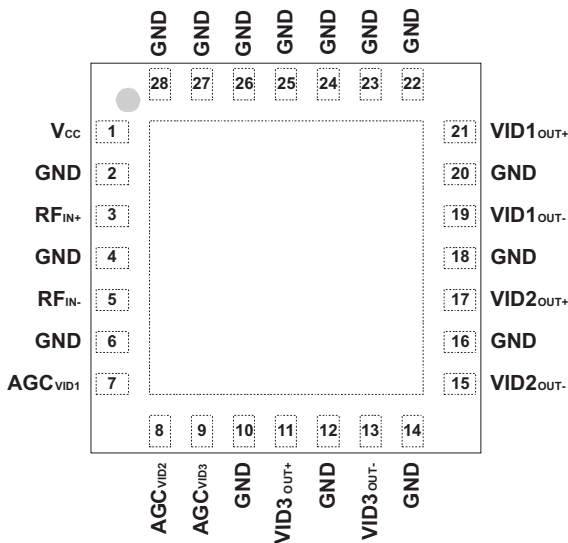 GND GND GND GND GND GND GND
28 27 26 25 24 23 22
VCC 1 21 VID1OUT+
GND 2 20 GND
RFIN+ 3 19 VID1OUT-
GND 4 18 GND
RFIN- 5 17 VID2OUT+
GND 6 16 GND
AGCVID1 7 15 VID2OUT-
8 9 10 11 12 13 14
AGCVID2 AGCVID3 GND VID3OUT+ GND VID3OUT- GND